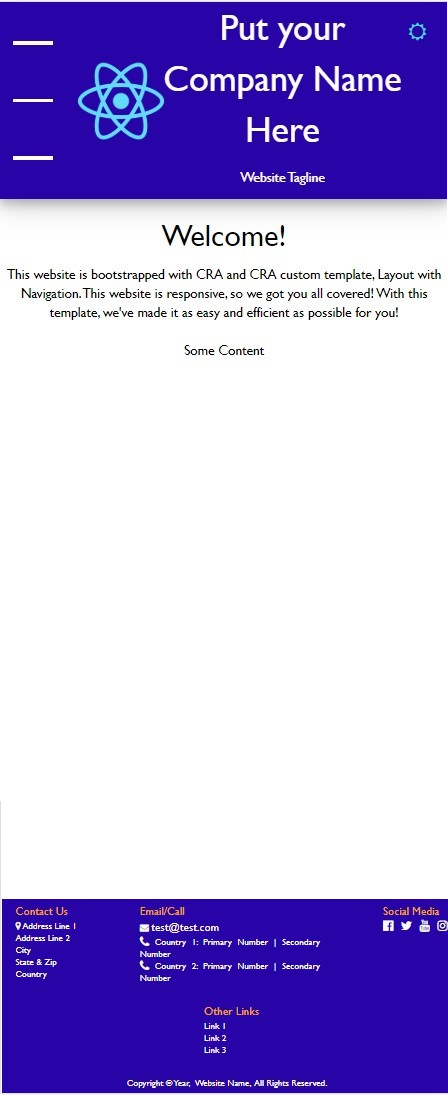 Put your
Company Name
Here
Website Tagline
Welcome!
This website is bootstrapped with CRA and CRA custom template, Layout with
Navigation. This website is responsive, so we got you all covered! With this
template, we've made it as easy and efficient as possible for you!
Some Content
Contact Us
Address Line 1
Address Line 2
City
State & Zip
Country
Email/Call
test@test.com
Country 1: Primary Number | Secondary
Number
Country 2: Primary Number | Secondary
Number
Social Media
Other Links
Link 1
Link 2
Link 3
Copyright ©Year, Website Name, All Rights Reserved.